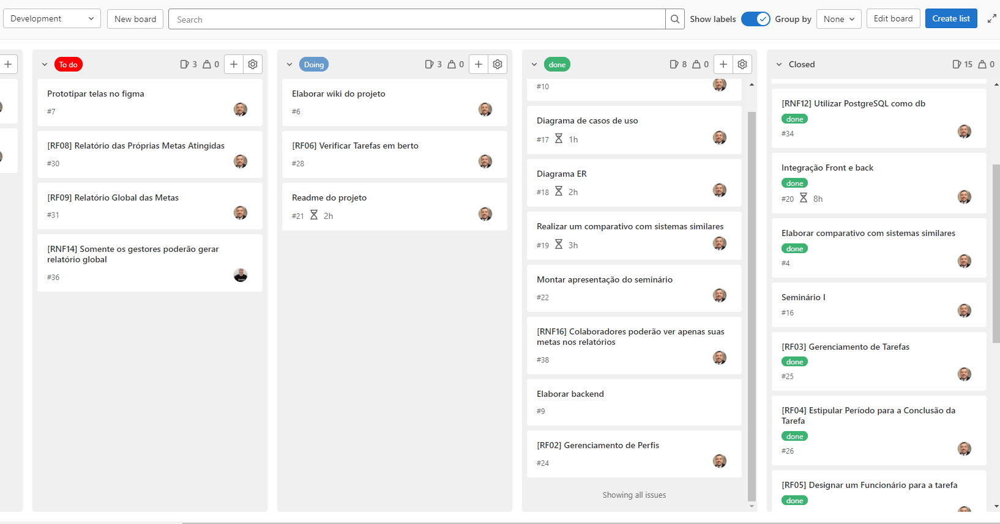 Development
New board
Search
Show labels
Group by
None
Edit board
Create list
To do
3
0
Prototipar telas no figma
#7
[RF08] Relatório das Próprias Metas Atingidas
#30
[RF09] Relatório Global das Metas
#31
[RNF14] Somente os gestores poderão gerar
relatório global
#36
Doing
3
0
Elaborar wiki do projeto
#6
[RF06] Verificar Tarefas em berto
#28
Readme do projeto
#21 2h
done
8
0
#10
Diagrama de casos de uso
#17 1h
Diagrama ER
#18 2h
Realizar um comparativo com sistemas similares
#19 3h
Montar apresentação do seminário
#22
[RNF16] Colaboradores poderão ver apenas suas
metas nos relatórios
#38
Elaborar backend
#9
[RF02] Gerenciamento de Perfis
#24
Showing all issues
Closed
15
0
[RNF12] Utilizar PostgreSQL como db
done
#34
Integração Front e back
done
#20 8h
Elaborar comparativo com sistemas similares
done
#4
Seminário I
#16
[RF03] Gerenciamento de Tarefas
done
#25
[RF04] Estipular Período para a Conclusão da
Tarefa
done
#26
[RF05] Designar um Funcionário para a tarefa
done